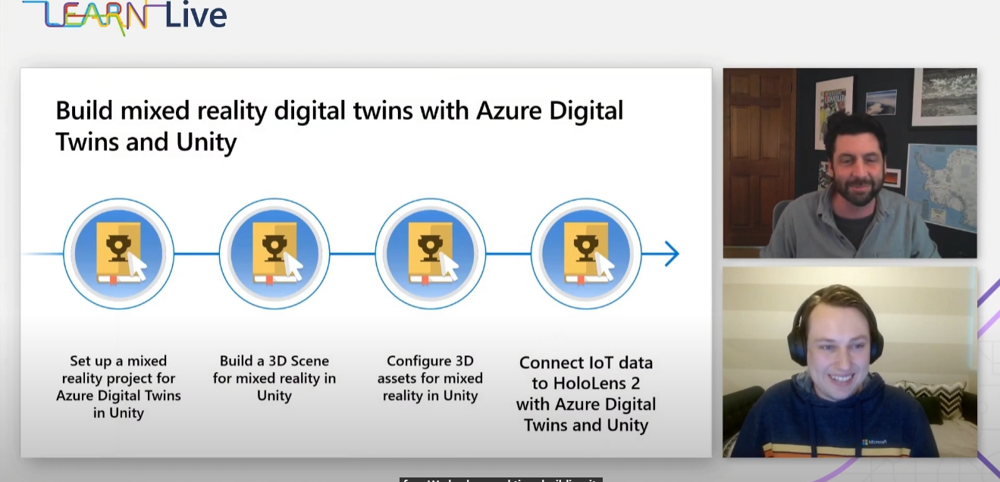 LEARN Live
Build mixed reality digital twins with Azure Digital
Twins and Unity
Set up a mixed
reality project for
Azure Digital Twins
in Unity
Build a 3D Scene
for mixed reality in
Unity
Configure 3D
assets for mixed
reality in Unity
Connect IoT data
to HoloLens 2
with Azure Digital
Twins and Unity
Microsoft